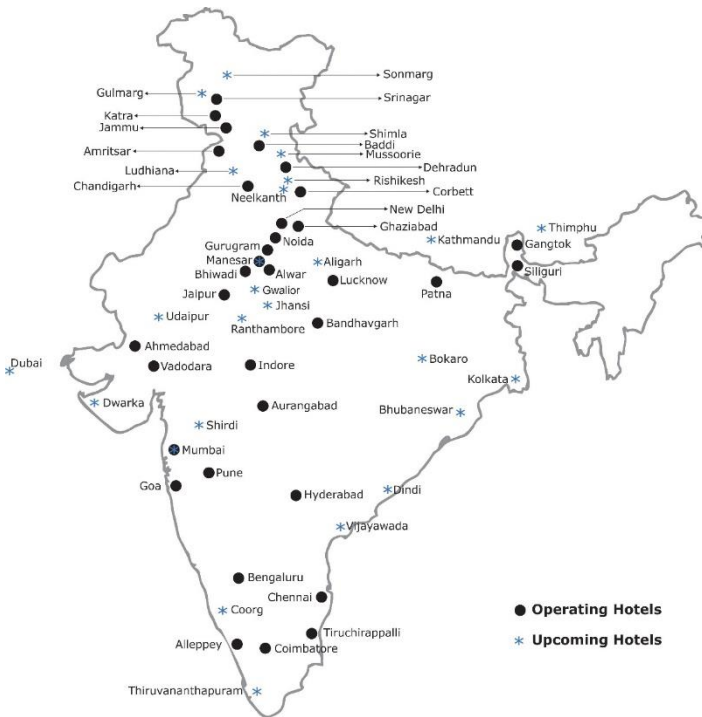 Sonmarg
Gulmarg
Srinagar
Katra
Jammu
Shimla
Baddi
Amritsar
Mussoorie
Ludhiana
Dehradun
Chandigarh
Rishikesh
Neelkanth
Corbett
New Delhi
Ghaziabad
Thimphu
Noida
Kathmandu
Gangtok
Gurugram
Manesar
Aligarh
Siliguri
Bhiwadi
Alwar
Lucknow
Jaipur
Gwalior
Patna
Jhansi
Udaipur
Ranthambore
Bandhavgarh
Ahmedabad
Dubai
Vadodara
Indore
Bokaro
Kolkata
Dwarka
Aurangabad
Bhubaneswar
Shirdi
Mumbai
Pune
Goa
Hyderabad
Dindi
Vijayawada
Bengaluru
Chennai
Coorg
Operating Hotels
Tiruchirappalli
Alleppey
Coimbatore
Upcoming Hotels
Thiruvananthapuram